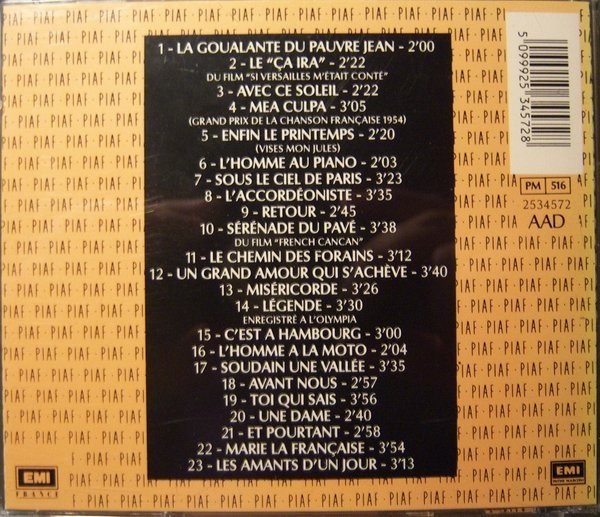 1 - LA GOUALANTE DU PAUVRE JEAN - 2'00
2 - LE "ÇA IRA" - 2'22
DU FILM "SI VERSAILLES M'ÉTAIT CONTÉ"
3 - AVEC CE SOLEIL - 2'22
4 - MEA CULPA - 3'05
(GRAND PRIX DE LA CHANSON FRANÇAISE 1954)
5 - ENFIN LE PRINTEMPS - 2'20
(VISES MON JULES)
6 - L'HOMME AU PIANO - 2'03
7 - SOUS LE CIEL DE PARIS - 3'23
8 - L'ACCORDÉONISTE - 3'35
9 - RETOUR - 2'45
10 - SÉRÉNADE DU PAVÉ - 3'38
DU FILM "FRENCH CANCAN"
11 - LE CHEMIN DES FORAINS - 3'12
12 - UN GRAND AMOUR QUI S'ACHÈVE - 3'40
13 - MISÉRICORDE - 3'26
14 - LÉGENDE - 3'30
ENREGISTRÉ A L'OLYMPIA
15 - C'EST A HAMBOURG - 3'00
16 - L'HOMME A LA MOTO - 2'04
17 - SOUDAIN UNE VALLÉE - 3'35
18 - AVANT NOUS - 2'57
19 - TOI QUI SAIS - 3'56
20 - UNE DAME - 2'40
21 - ET POURTANT - 2'58
22 - MARIE LA FRANÇAISE - 3'54
23 - LES AMANTS D'UN JOUR - 3'13
5 099925 345728
PM 516
2534572
AAD
EMI
FRANCE
EMI
PIAF · PIAF · PIAF · PIAF · PIAF